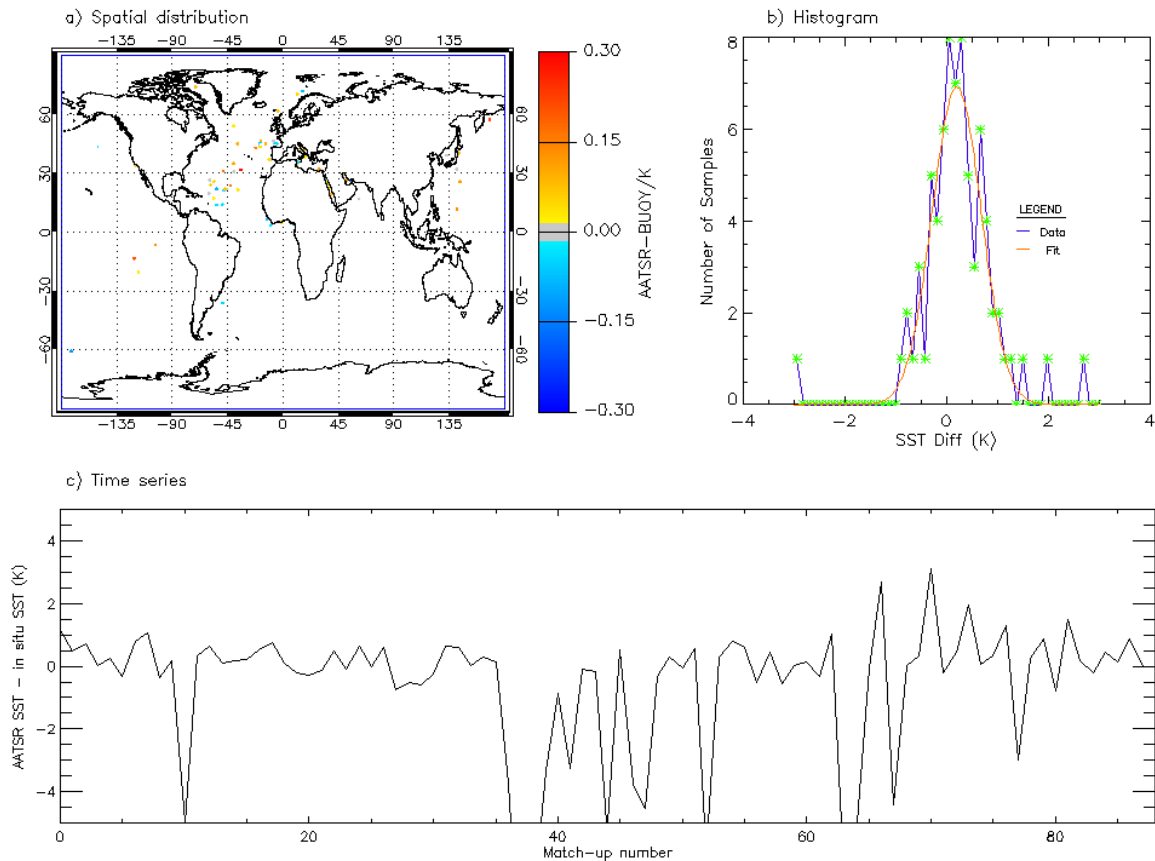 a) Spatial distribution
-135 -90 -45 0 45 90 135
60 30 0 -30 -60
60 30 0 -30 -60
-135 -90 -45 0 45 90 135
0.30
0.15
0.00
-0.15
-0.30
AATSR-BUOY/K
b) Histogram
8
6
4
2
0
Number of Samples
LEGEND
Data
Fit
-4 -2 0 2 4
SST Diff (K)
c) Time series
4
2
0
-2
-4
AATSR SST - in situ SST (K)
0 20 40 60 80
Match-up number